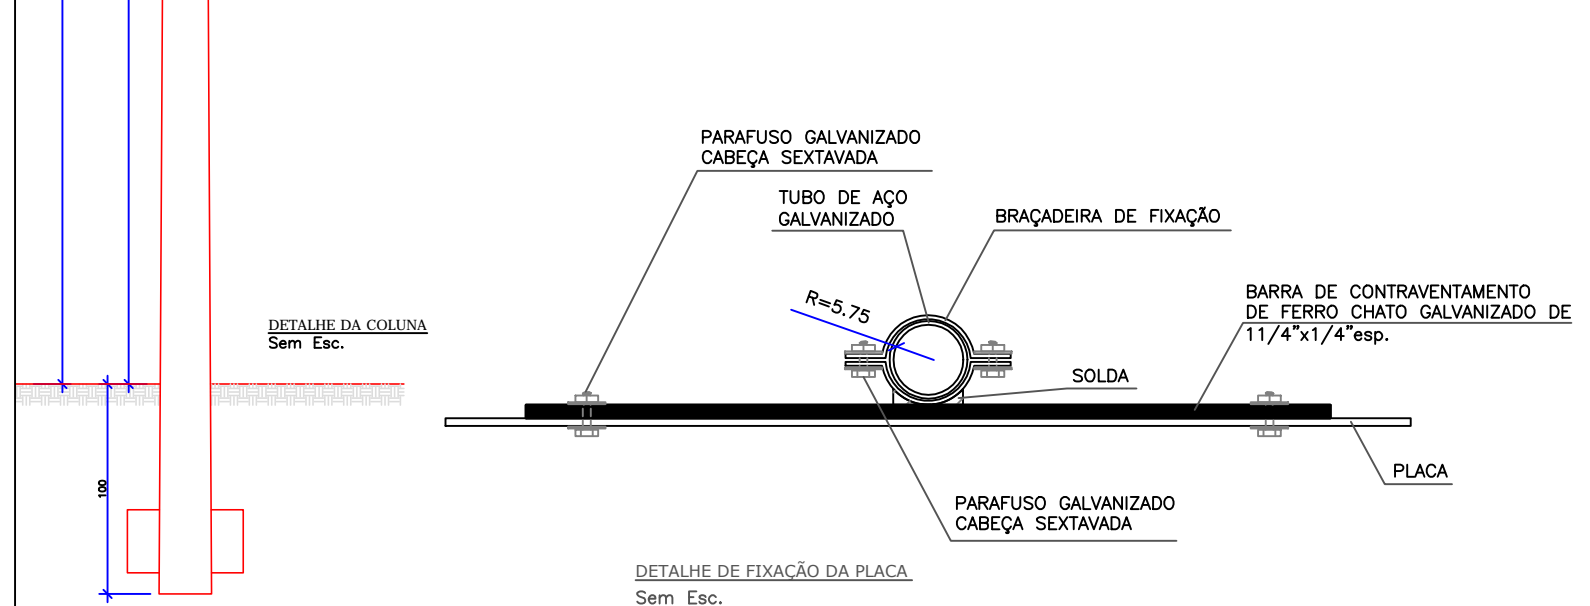 PARAFUSO GALVANIZADO
CABEÇA SEXTAVADA
TUBO DE AÇO
GALVANIZADO
BRAÇADEIRA DE FIXAÇÃO
R=5.75
BARRA DE CONTRAVENTAMENTO
DE FERRO CHATO GALVANIZADO DE
11/4"x1/4"esp.
DETALHE DA COLUNA
Sem Esc.
SOLDA
PLACA
100
PARAFUSO GALVANIZADO
CABEÇA SEXTAVADA
DETALHE DE FIXAÇÃO DA PLACA
Sem Esc.